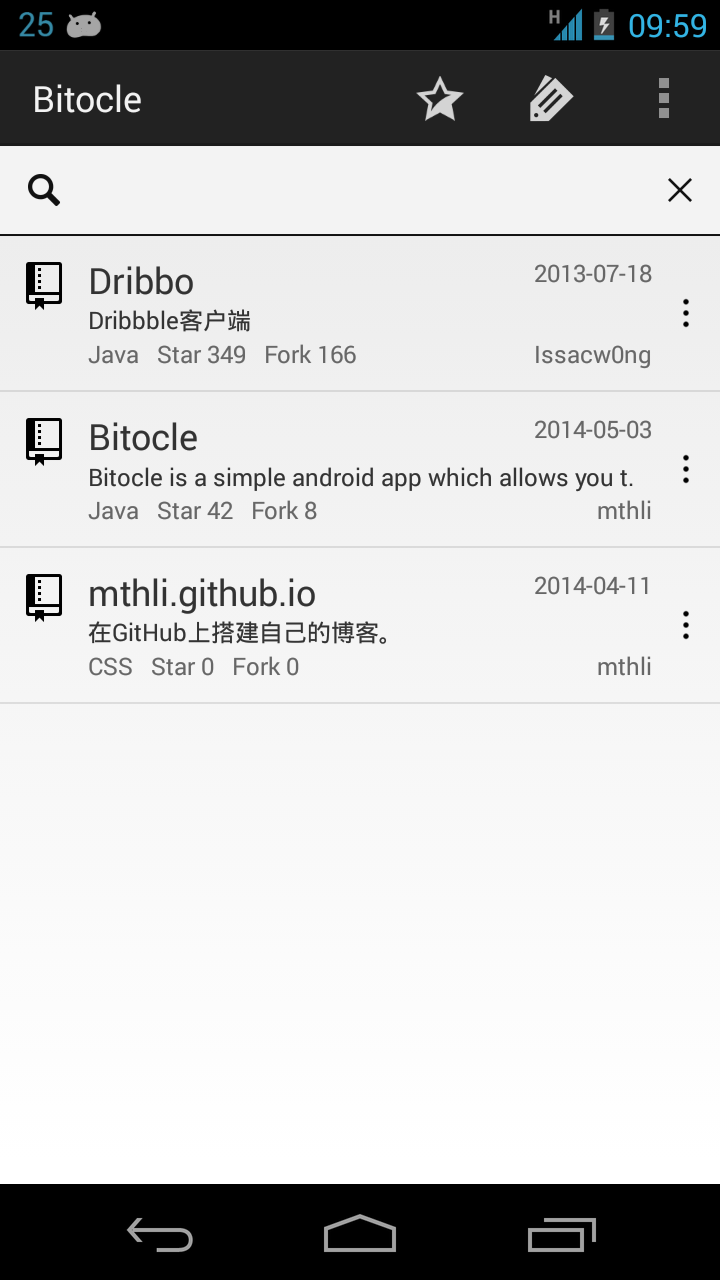 25 H 09:59
Bitocle
Dribbo 2013-07-18
Dribbble客户端
Java Star 349 Fork 166 Issacw0ng
Bitocle 2014-05-03
Bitocle is a simple android app which allows you t.
Java Star 42 Fork 8 mthli
mthli.github.io 2014-04-11
在GitHub上搭建自己的博客。
CSS Star 0 Fork 0 mthli